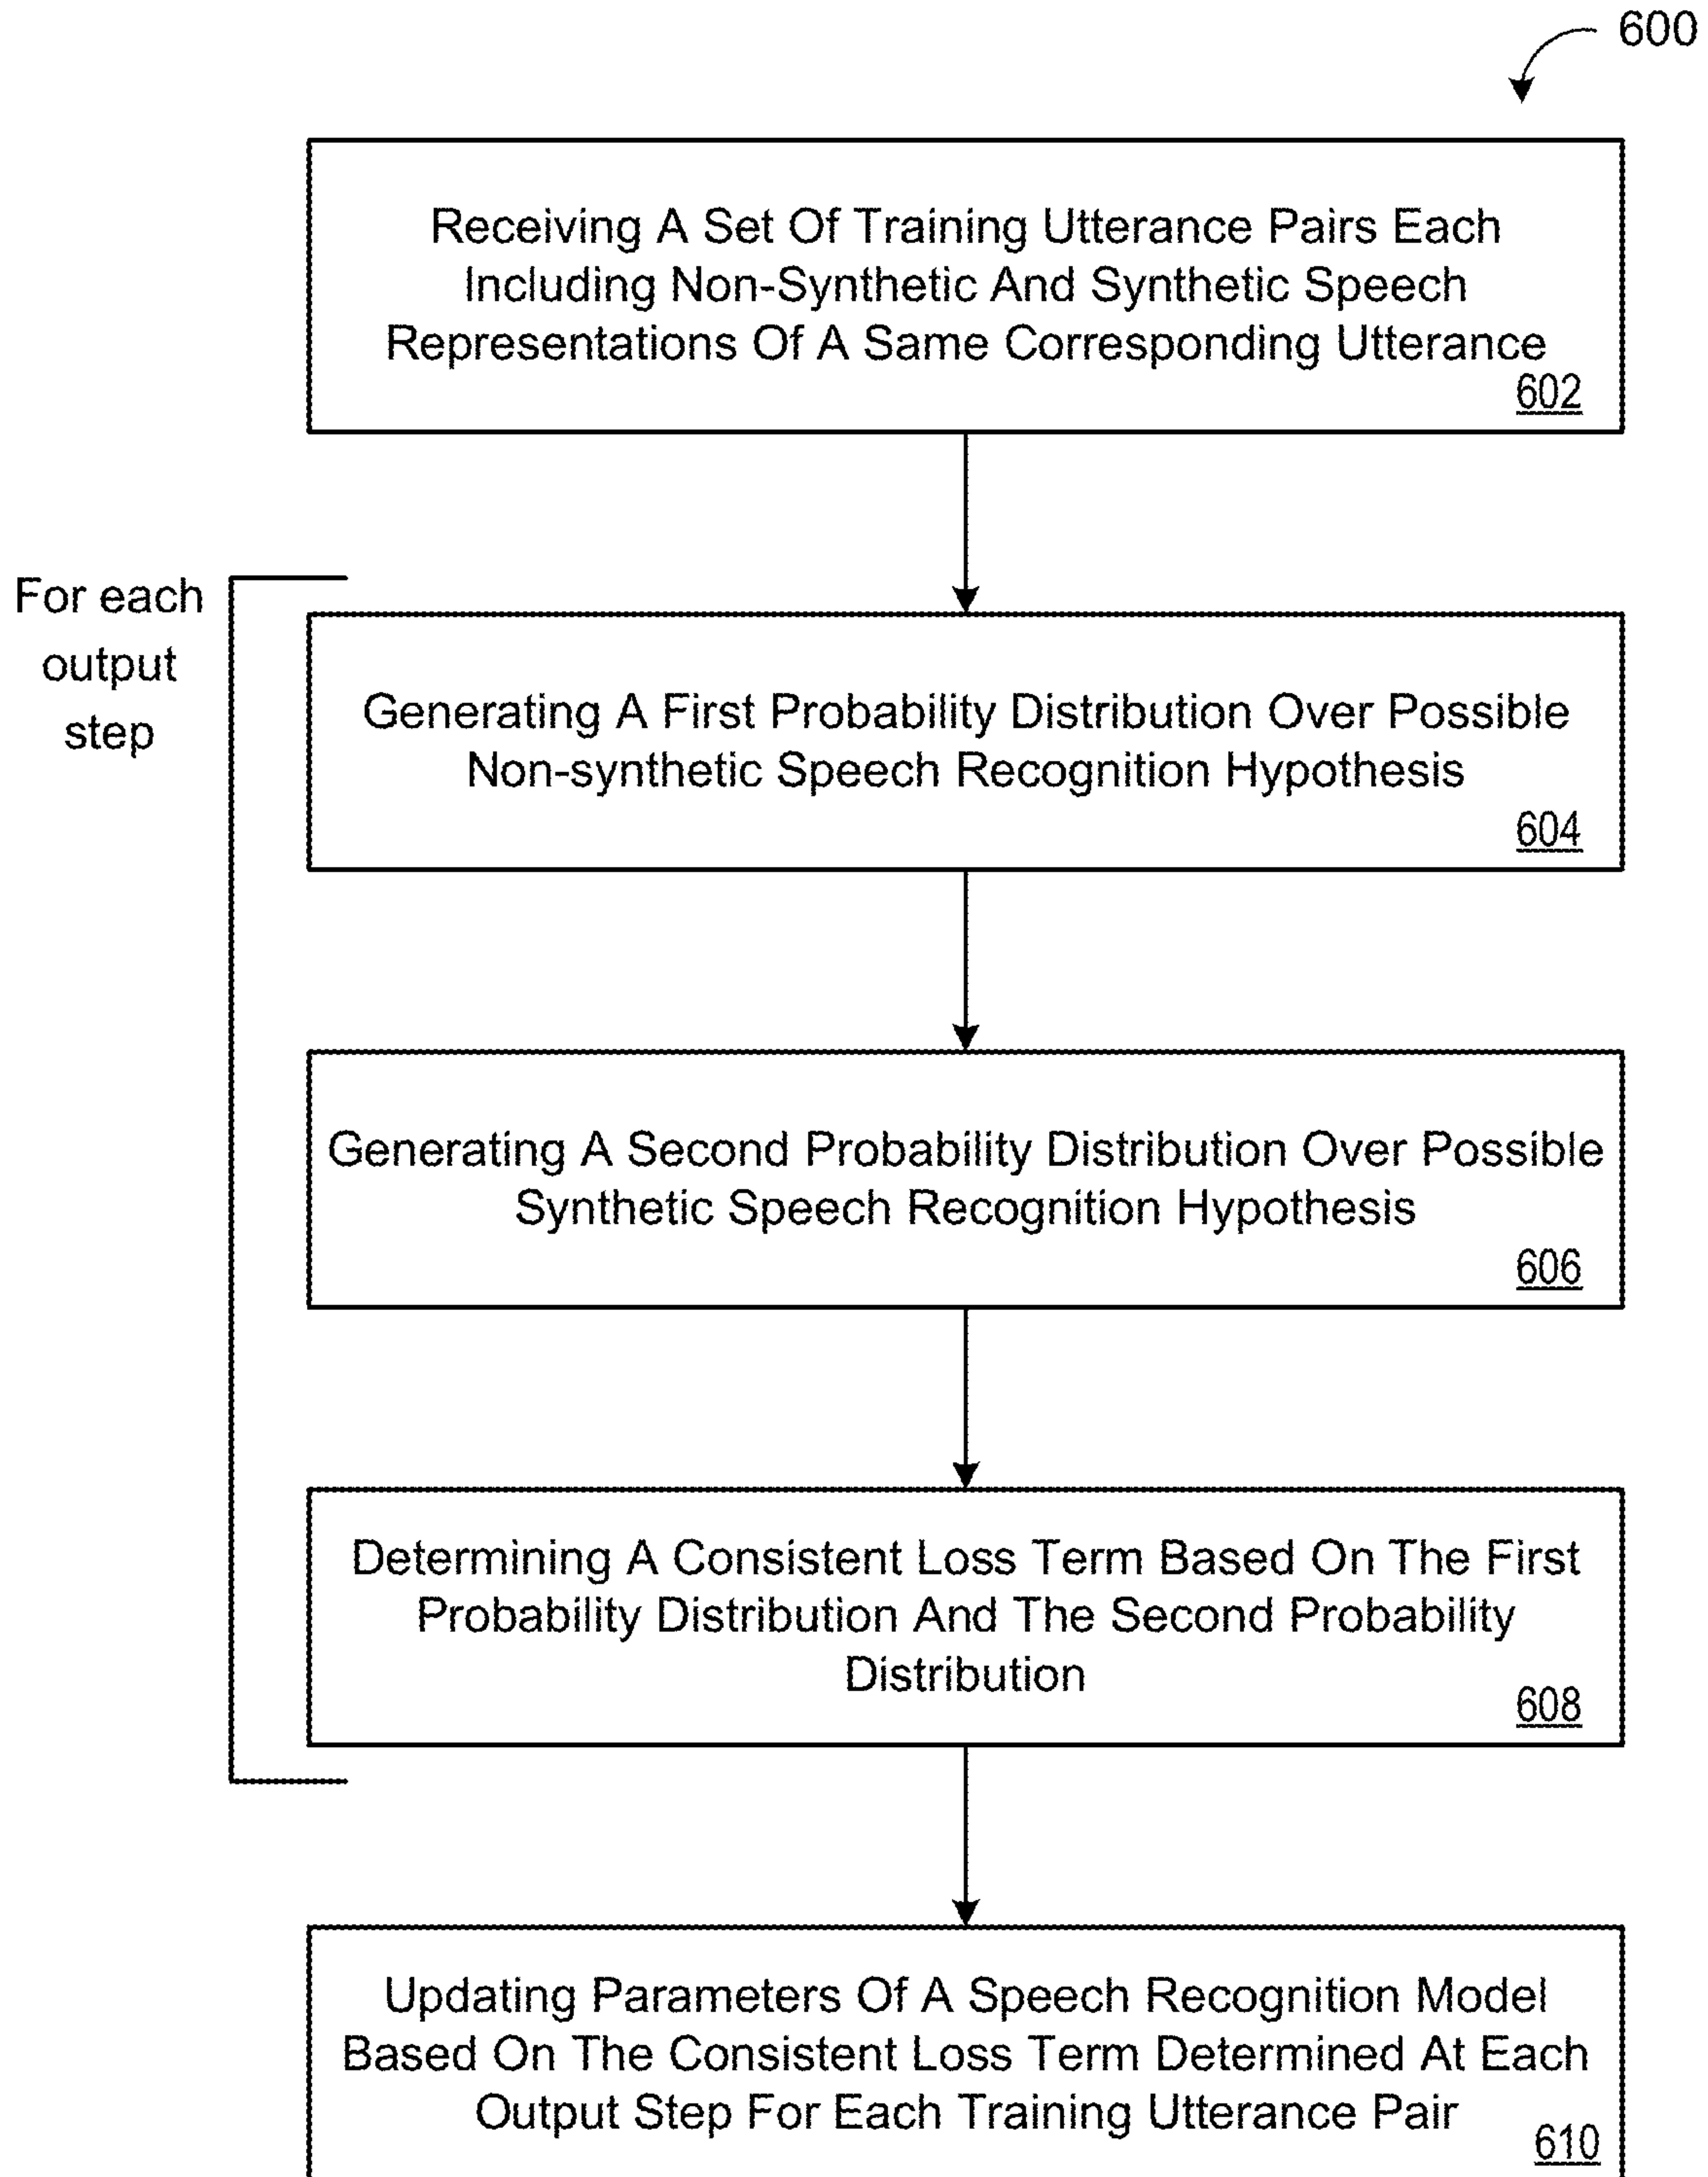 600
Receiving A Set Of Training Utterance Pairs Each
Including Non-Synthetic And Synthetic Speech
Representations Of A Same Corresponding Utterance
602
For each
output
step
Generating A First Probability Distribution Over Possible
Non-synthetic Speech Recognition Hypothesis
604
Generating A Second Probability Distribution Over Possible
Synthetic Speech Recognition Hypothesis
606
Determining A Consistent Loss Term Based On The First
Probability Distribution And The Second Probability
Distribution
608
Updating Parameters Of A Speech Recognition Model
Based On The Consistent Loss Term Determined At Each
Output Step For Each Training Utterance Pair
610